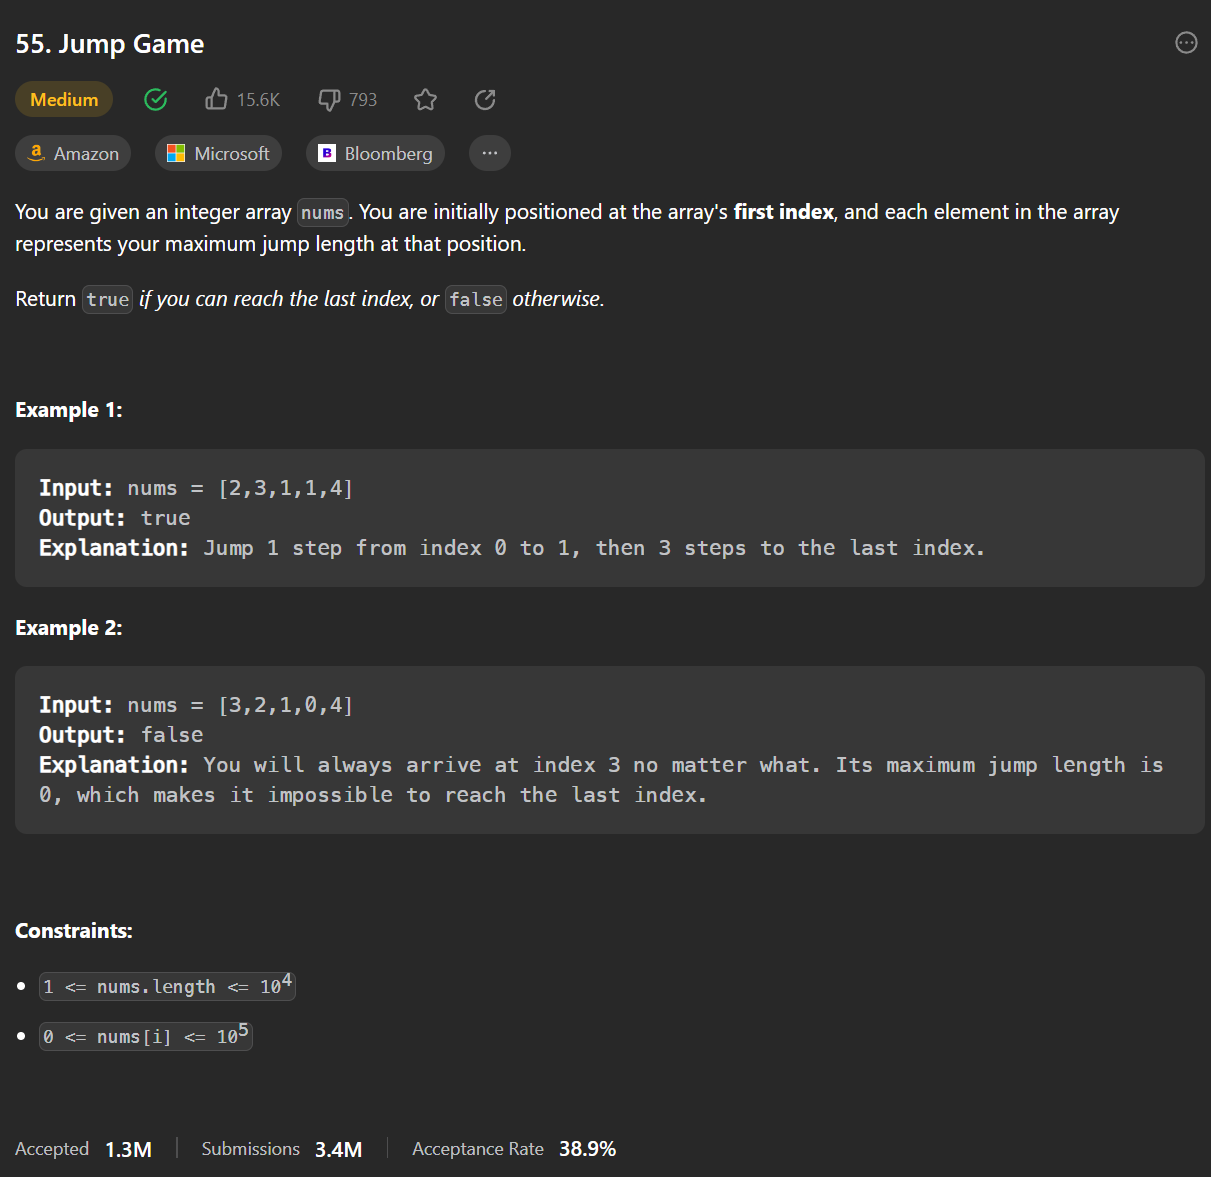 55. Jump Game
Medium 15.6K 793
Amazon Microsoft Bloomberg ...
You are given an integer array nums. You are initially positioned at the array's first index, and each element in the array
represents your maximum jump length at that position.
Return true if you can reach the last index, or false otherwise.
Example 1:
Input: nums = [2,3,1,1,4]
Output: true
Explanation: Jump 1 step from index 0 to 1, then 3 steps to the last index.
Example 2:
Input: nums = [3,2,1,0,4]
Output: false
Explanation: You will always arrive at index 3 no matter what. Its maximum jump length is
0, which makes it impossible to reach the last index.
Constraints:
• 1 <= nums.length <= 10⁴
• 0 <= nums[i] <= 10⁵
Accepted 1.3M | Submissions 3.4M | Acceptance Rate 38.9%